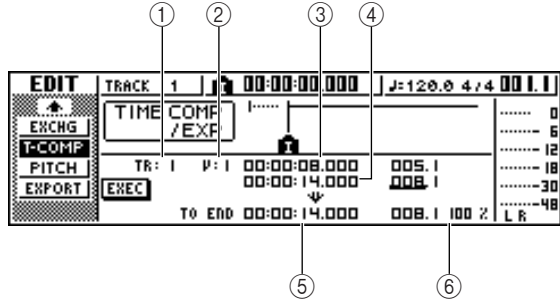 ① ② ③ ④
EDIT TRACK 1 00:00:00.000 ♩=120.0 4/4 001.1
TIME COMP
/EXP
0
EXCHG
6
T-COMP
12
PITCH TR: 1 V: 1 00:00:08.000 005.1
18
EXPORT EXEC 00:00:14.000 008.1
30
48
TO END 00:00:14.000 008.1 100 % L R
⑤ ⑥